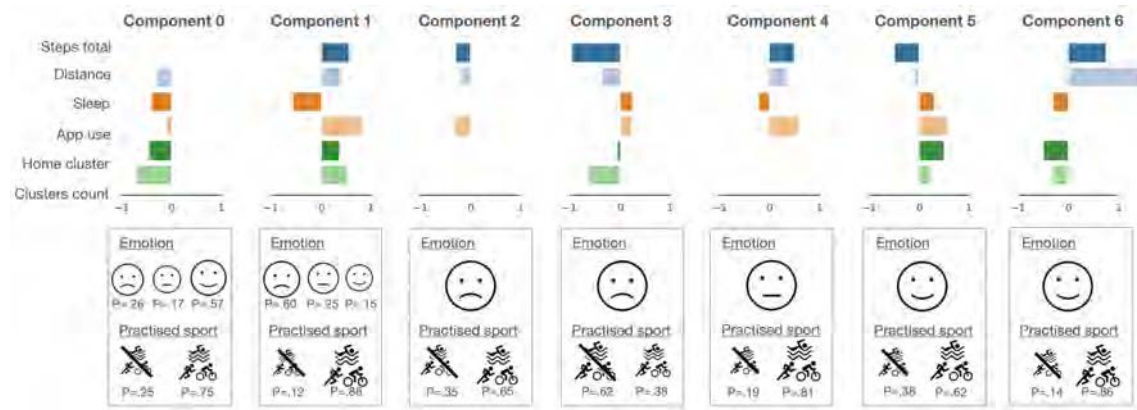 Component 0 Component 1 Component 2 Component 3 Component 4 Component 5 Component 6
Steps total
Distance
Sleep
App use
Home cluster
Clusters count
−1 0 1 −1 0 1 −1 0 1 −1 0 1 −1 0 1 −1 0 1 −1 0 1
Emotion Emotion Emotion Emotion Emotion Emotion Emotion
P=.26 P=.17 P=.57 P=.60 P=.25 P=.15
Practised sport Practised sport Practised sport Practised sport Practised sport Practised sport Practised sport
P=.25 P=.75 P=.12 P=.88 P=.35 P=.65 P=.62 P=.38 P=.19 P=.81 P=.38 P=.62 P=.14 P=.86